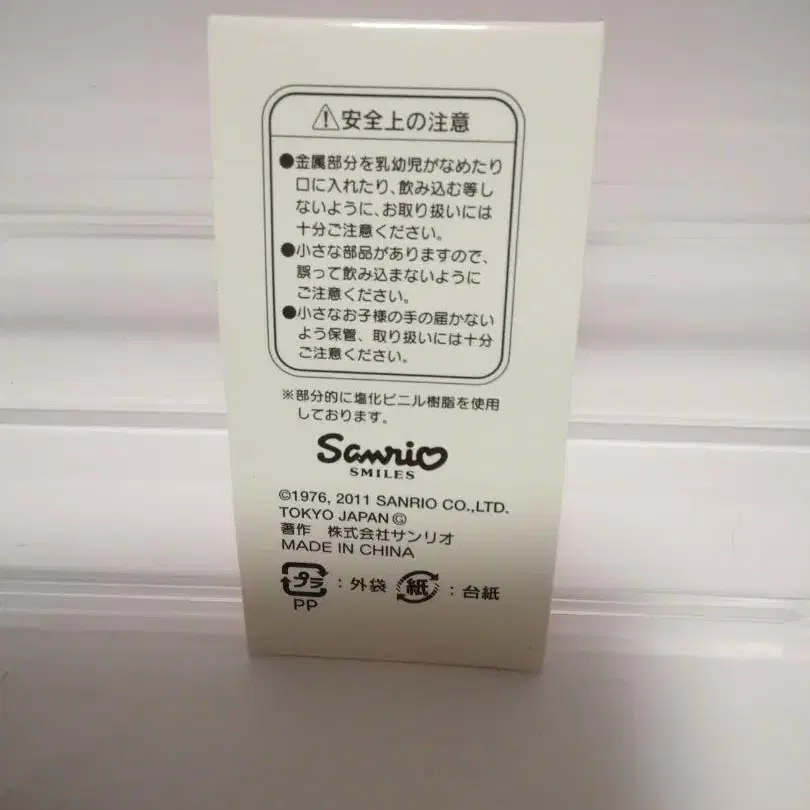 ⚠安全上の注意
●金属部分を乳幼児がなめたり
口に入れたり、飲み込む等し
ないように、お取り扱いには
十分ご注意ください。
●小さな部品がありますので、
誤って飲み込まないように
ご注意ください。
●小さなお子様の手の届かない
よう保管、取り扱いには十分
ご注意ください。
※部分的に塩化ビニル樹脂を使用
しております。
Sanrio
SMILES
©1976, 2011 SANRIO CO.,LTD.
TOKYO JAPAN Ⓖ
著作 株式会社サンリオ
MADE IN CHINA
プラ：外袋 紙：台紙
PP